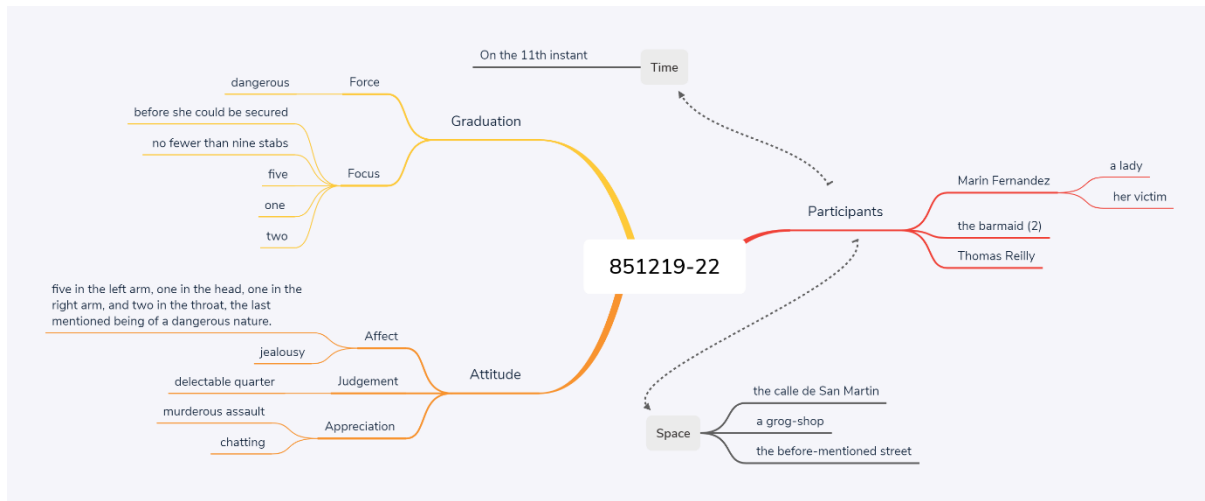 On the 11th instant
Time
dangerous
Force
before she could be secured
no fewer than nine stabs
five
one
two
Focus
Graduation
851219-22
Participants
Marin Fernandez
a lady
her victim
the barmaid (2)
Thomas Reilly
five in the left arm, one in the head, one in the
right arm, and two in the throat, the last
mentioned being of a dangerous nature.
Affect
jealousy
delectable quarter
Judgement
Attitude
murderous assault
chatting
Appreciation
Space
the calle de San Martin
a grog-shop
the before-mentioned street